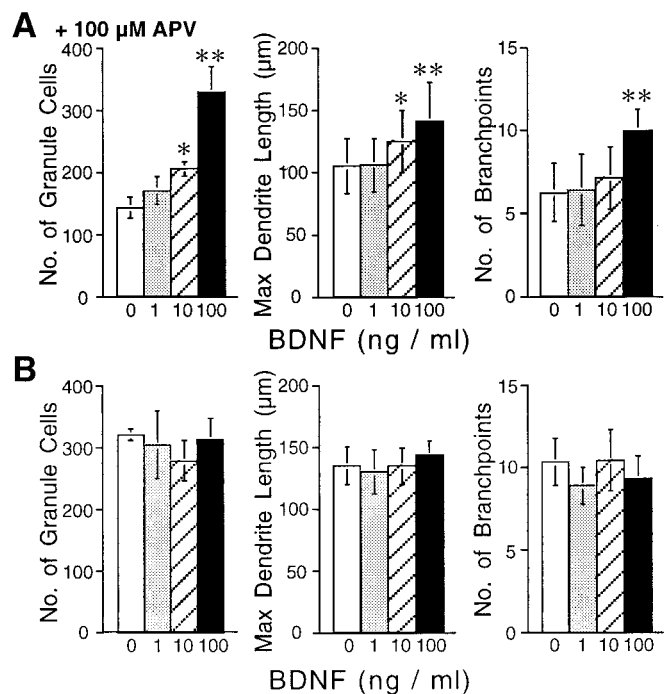 A + 100 µM APV
No. of Granule Cells
400
300
200
100
0
*
**
0 1 10 100
Max Dendrite Length (µm)
200
150
100
50
0
*
**
0 1 10 100
No. of Branchpoints
15
10
5
0
**
0 1 10 100
BDNF (ng / ml)
B
No. of Granule Cells
400
300
200
300
0
0 1 10 100
Max Dendrite Length (µm)
200
150
100
50
0
0 1 10 100
No. of Branchpoints
15
10
5
0
0 1 10 100
BDNF (ng / ml)